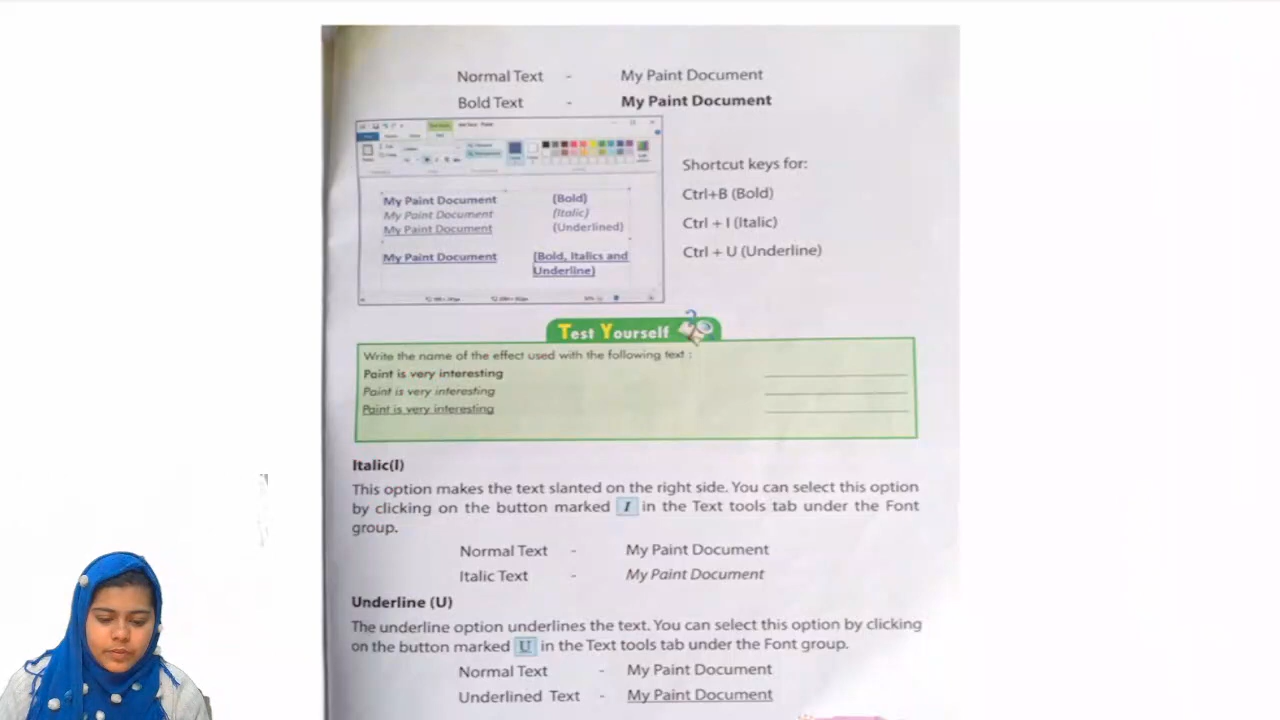 Normal Text - My Paint Document
Bold Text - My Paint Document
My Paint Document (Bold)
My Paint Document (Italic)
My Paint Document (Underlined)
My Paint Document (Bold, Italics and
Underline)
Shortcut keys for:
Ctrl+B (Bold)
Ctrl + I (Italic)
Ctrl + U (Underline)
Test Yourself
Write the name of the effect used with the following text :
Paint is very interesting
Paint is very interesting
Paint is very interesting
Italic(I)
This option makes the text slanted on the right side. You can select this option
by clicking on the button marked I in the Text tools tab under the Font
group.
Normal Text - My Paint Document
Italic Text - My Paint Document
Underline (U)
The underline option underlines the text. You can select this option by clicking
on the button marked U in the Text tools tab under the Font group.
Normal Text - My Paint Document
Underlined Text - My Paint Document